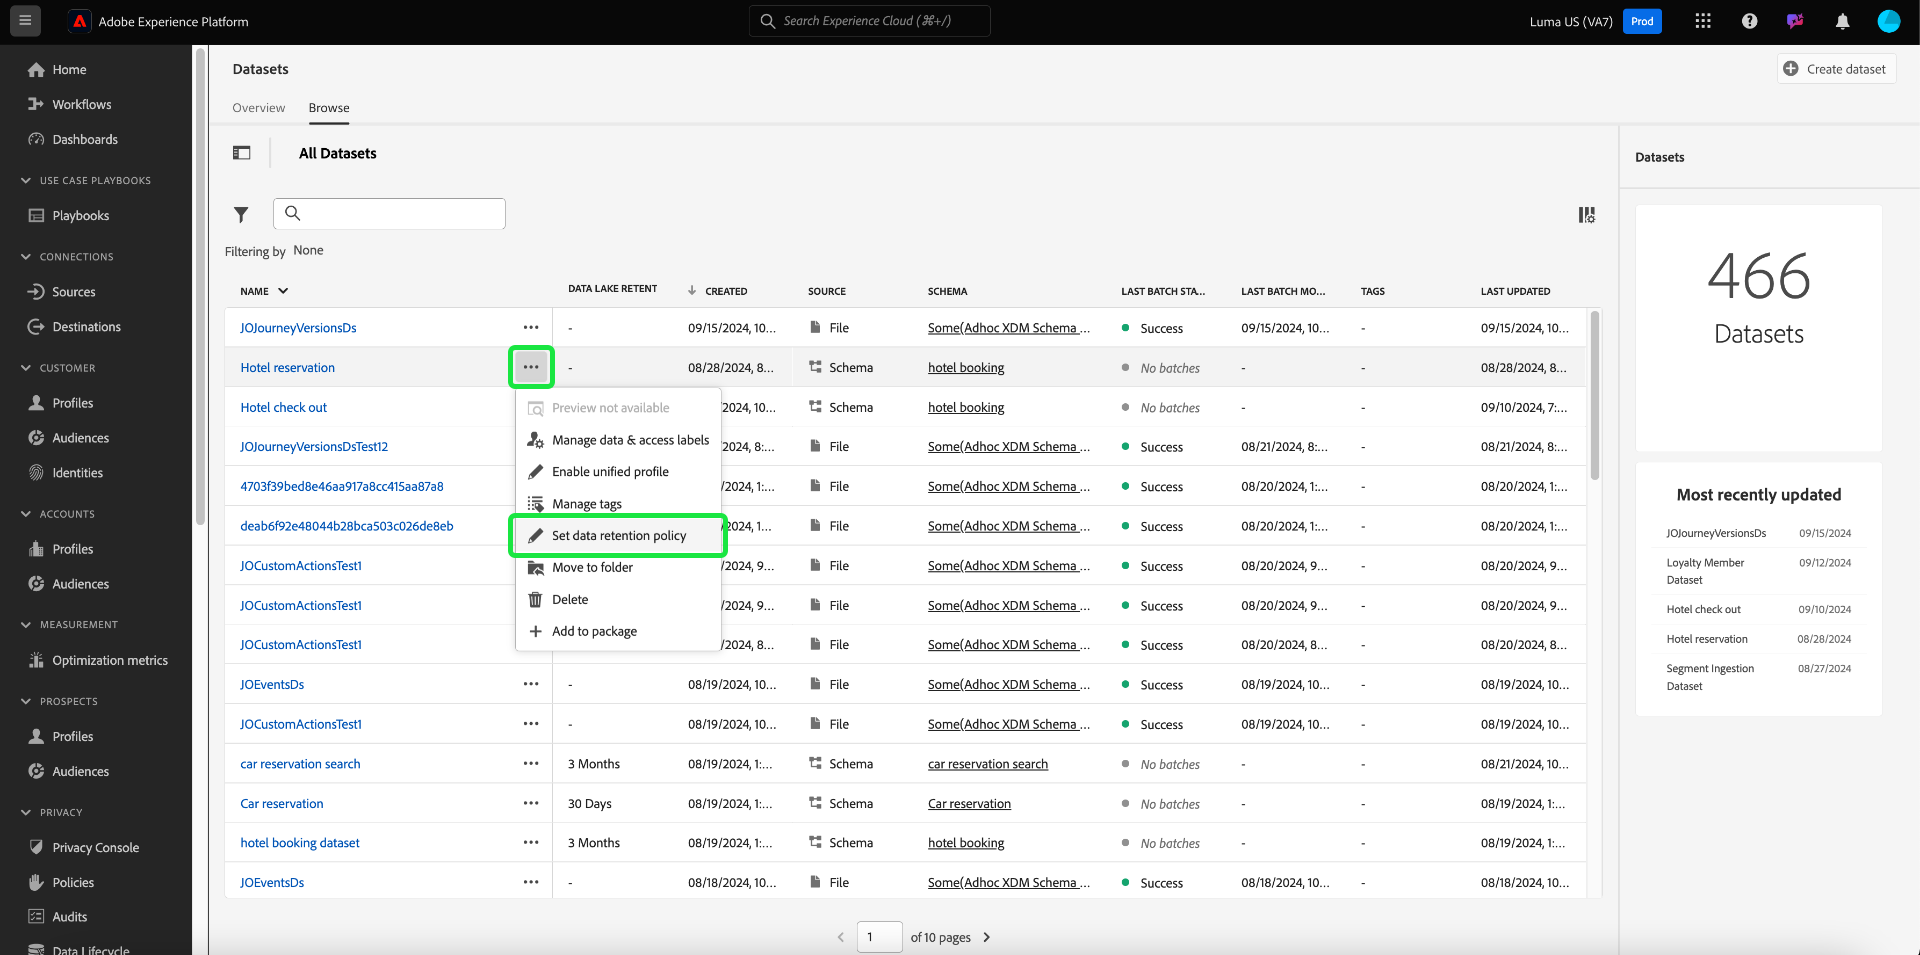 Adobe Experience Platform
Search Experience Cloud (⌘+/)
Luma US (VA7) Prod
Home
Workflows
Dashboards
USE CASE PLAYBOOKS
Playbooks
CONNECTIONS
Sources
Destinations
CUSTOMER
Profiles
Audiences
Identities
ACCOUNTS
Profiles
Audiences
MEASUREMENT
Optimization metrics
PROSPECTS
Profiles
Audiences
PRIVACY
Privacy Console
Policies
Audits
Data Lifecycle
Datasets
Create dataset
Overview Browse
All Datasets
Filtering by None
NAME DATA LAKE RETENT CREATED SOURCE SCHEMA LAST BATCH STA... LAST BATCH MO... TAGS LAST UPDATED
JOJourneyVersionsDs ••• - 09/15/2024, 10... File Some(Adhoc XDM Schema ... Success 09/15/2024, 10... - 09/15/2024, 10...
Hotel reservation ••• - 08/28/2024, 8... Schema hotel booking No batches - - 08/28/2024, 8...
Hotel check out 2024, 10... Schema hotel booking No batches - - 09/10/2024, 7:...
JOJourneyVersionsDsTest12 /2024, 8:... File Some(Adhoc XDM Schema ... Success 08/21/2024, 8:... - 08/21/2024, 8:...
4703f39bed8e46aa917a8cc415aa87a8 /2024, 1:... File Some(Adhoc XDM Schema ... Success 08/20/2024, 1:... - 08/20/2024, 1:...
deab6f92e48044b28bca503c026de8eb 2024, 1... File Some(Adhoc XDM Schema ... Success 08/20/2024, 1:... - 08/20/2024, 1:...
JOCustomActionsTest1 /2024, 9... File Some(Adhoc XDM Schema ... Success 08/20/2024, 9... - 08/20/2024, 9...
JOCustomActionsTest1 /2024, 9... File Some(Adhoc XDM Schema ... Success 08/20/2024, 9... - 08/20/2024, 9...
JOCustomActionsTest1 /2024, 8... File Some(Adhoc XDM Schema ... Success 08/20/2024, 8... - 08/20/2024, 8...
JOEventsDs ••• - 08/19/2024, 10... File Some(Adhoc XDM Schema ... Success 08/19/2024, 10... - 08/19/2024, 10...
JOCustomActionsTest1 ••• - 08/19/2024, 10... File Some(Adhoc XDM Schema ... Success 08/19/2024, 10... - 08/19/2024, 10...
car reservation search ••• 3 Months 08/19/2024, 1:... Schema car reservation search No batches - - 08/21/2024, 10...
Car reservation ••• 30 Days 08/19/2024, 1:... Schema Car reservation No batches - - 08/19/2024, 1:...
hotel booking dataset ••• 3 Months 08/19/2024, 1:... Schema hotel booking No batches - - 08/19/2024, 1:...
JOEventsDs ••• - 08/18/2024, 10... File Some(Adhoc XDM Schema ... Success 08/18/2024, 10... - 08/18/2024, 10...
Preview not available
Manage data & access labels
Enable unified profile
Manage tags
Set data retention policy
Move to folder
Delete
Add to package
1 of 10 pages
Datasets
466
Datasets
Most recently updated
JOJourneyVersionsDs 09/15/2024
Loyalty Member 09/12/2024
Dataset
Hotel check out 09/10/2024
Hotel reservation 08/28/2024
Segment Ingestion 08/27/2024
Dataset